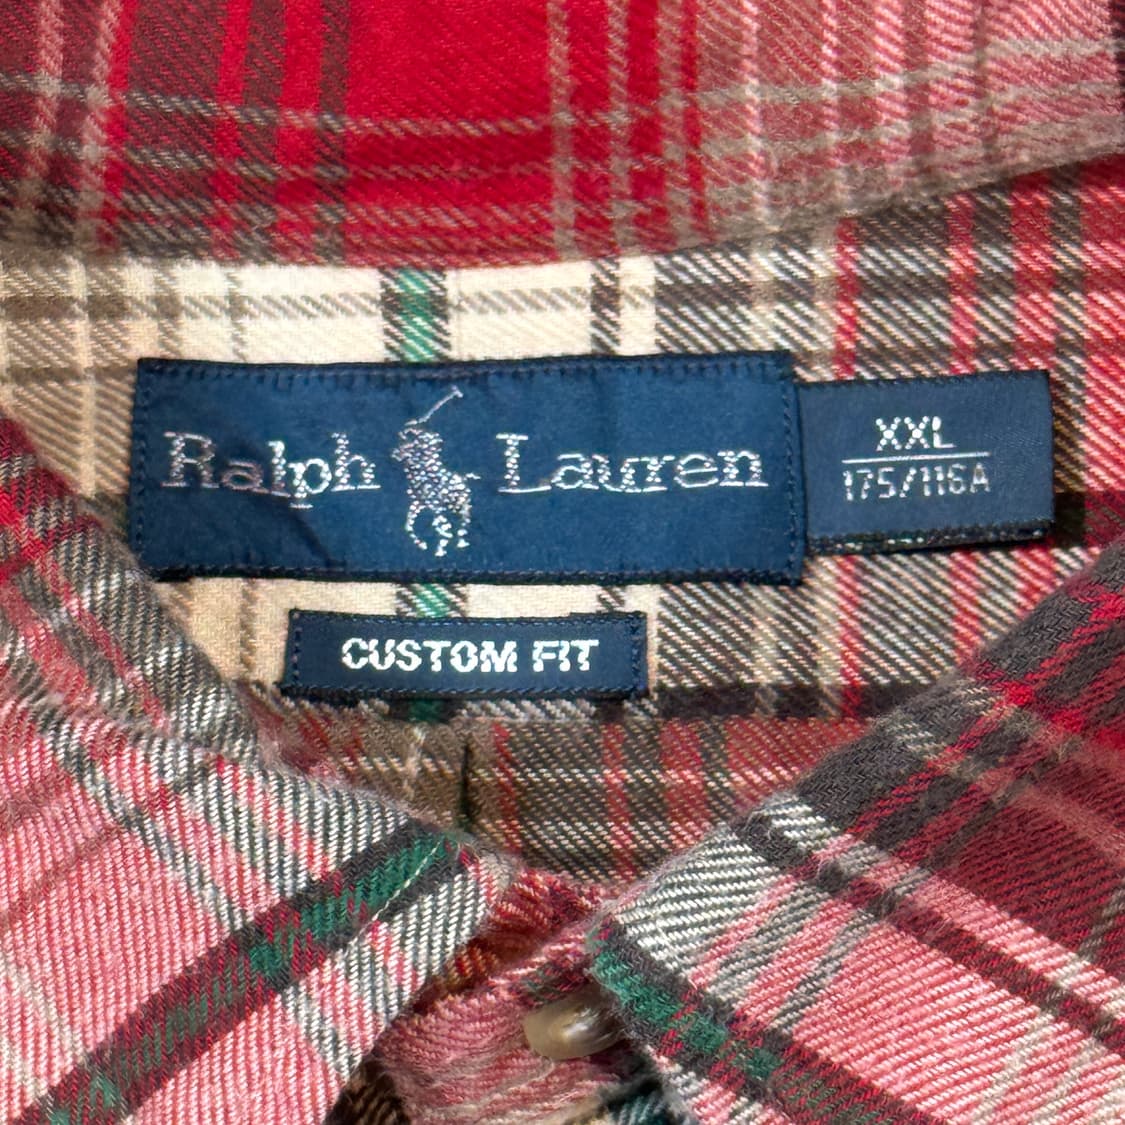 Ralph Lauren
XXL
175/116A
CUSTOM FIT